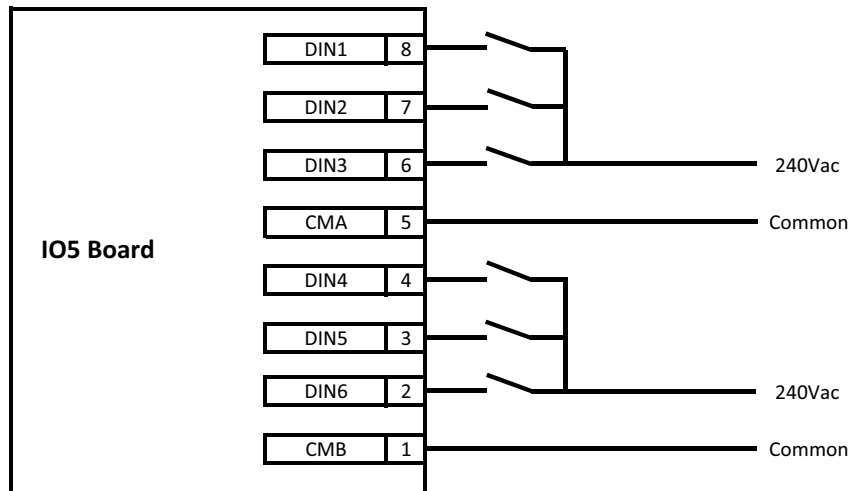 DIN1 8
DIN2 7
DIN3 6
240Vac
CMA 5
Common
IO5 Board
DIN4 4
DIN5 3
DIN6 2
240Vac
CMB 1
Common